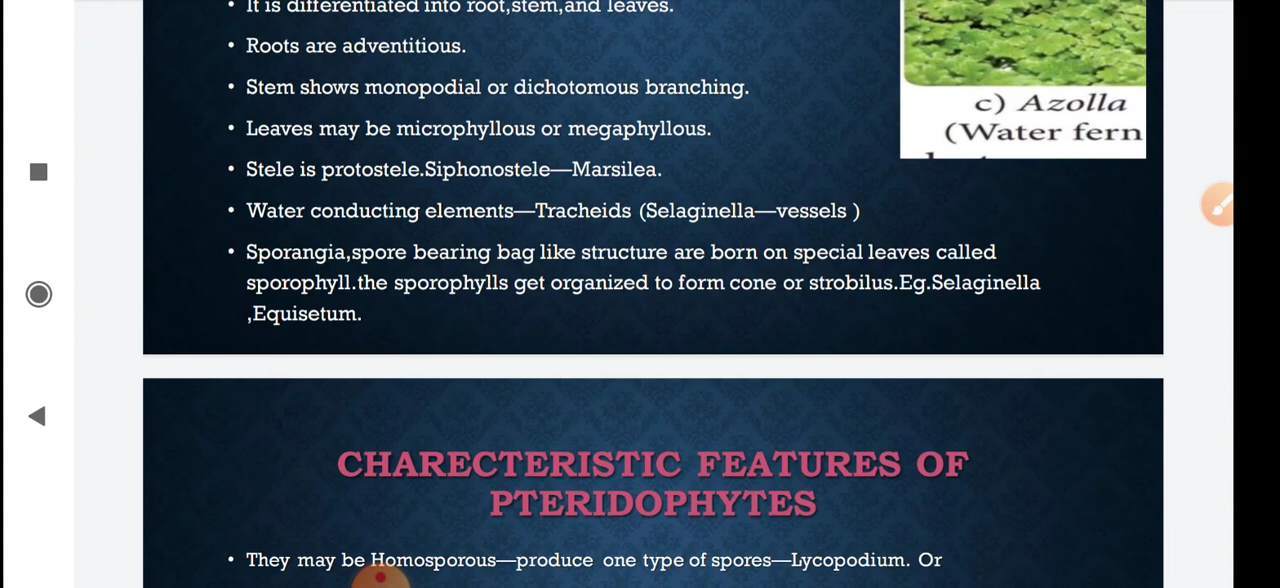 It is differentiated into root,stem,and leaves.
• Roots are adventitious.
• Stem shows monopodial or dichotomous branching.
• Leaves may be microphyllous or megaphyllous.
• Stele is protostele.Siphonostele—Marsilea.
• Water conducting elements—Tracheids (Selaginella—vessels )
• Sporangia,spore bearing bag like structure are born on special leaves called
sporophyll.the sporophylls get organized to form cone or strobilus.Eg.Selaginella
,Equisetum.
c) Azolla
(Water fern
CHARECTERISTIC FEATURES OF
PTERIDOPHYTES
• They may be Homosporous—produce one type of spores—Lycopodium. Or